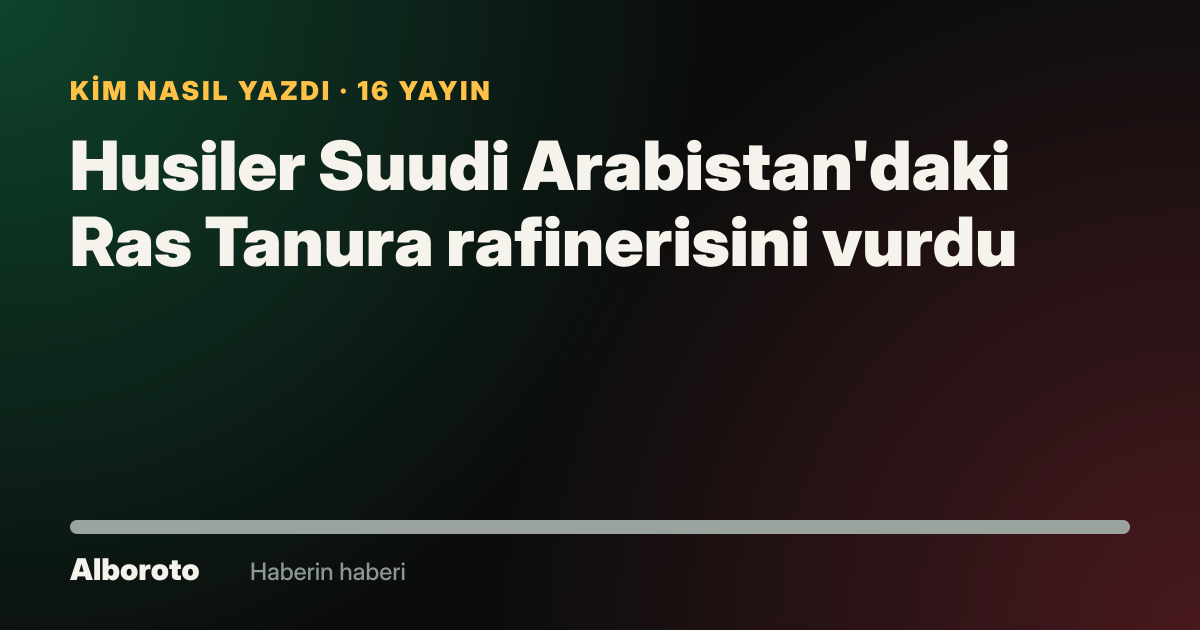 KİM NASIL YAZDI · 16 YAYIN
Husiler Suudi Arabistan'daki
Ras Tanura rafinerisini vurdu
Alboroto
Haberin haberi